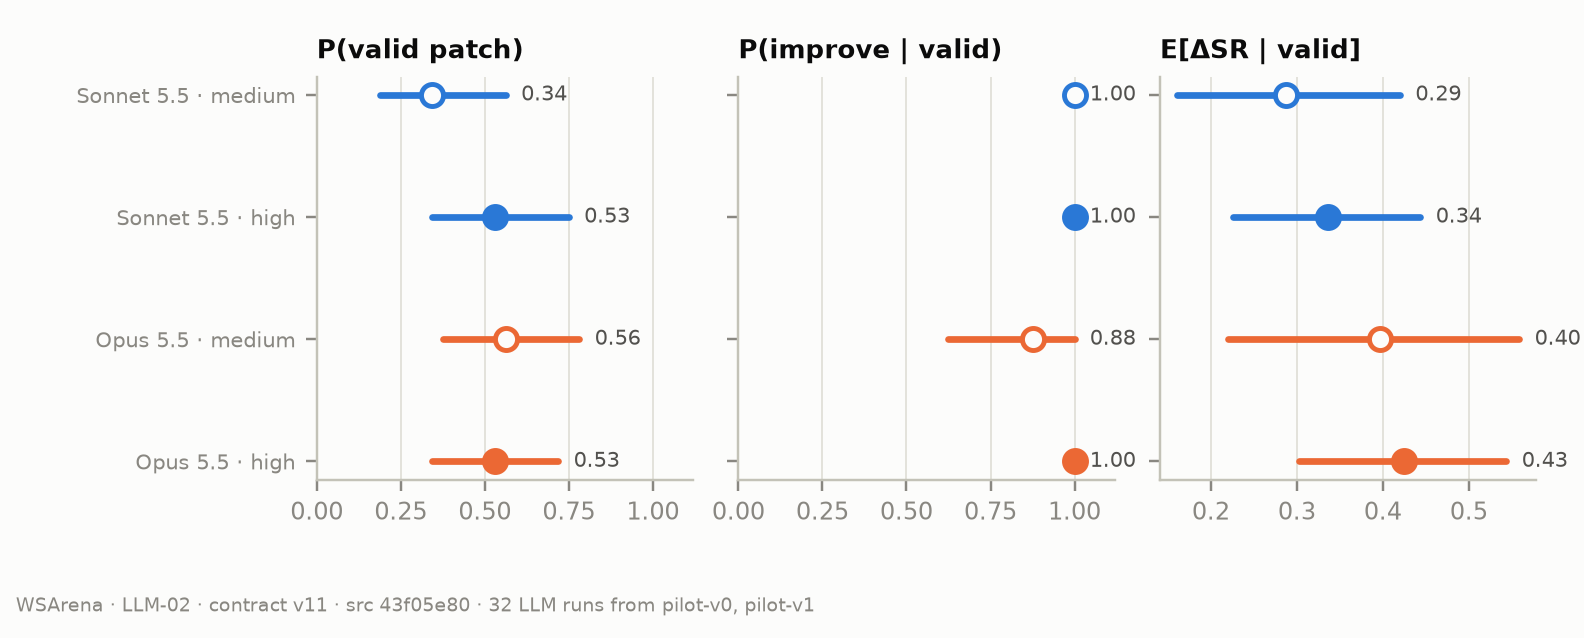 P(valid patch)
P(improve | valid)
E[ΔSR | valid]
Sonnet 5.5 · medium
0.34
1.00
0.29
Sonnet 5.5 · high
0.53
1.00
0.34
Opus 5.5 · medium
0.56
0.88
0.40
Opus 5.5 · high
0.53
1.00
0.43
0.00 0.25 0.50 0.75 1.00
0.00 0.25 0.50 0.75 1.00
0.2 0.3 0.4 0.5
WSArena · LLM-02 · contract v11 · src 43f05e80 · 32 LLM runs from pilot-v0, pilot-v1